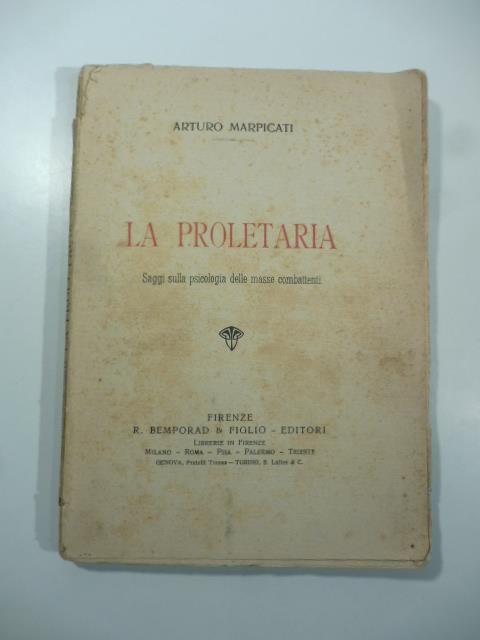 ARTURO MARPICATI
LA PROLETARIA
Saggi sulla psicologia delle masse combattenti
FIRENZE
R. BEMPORAD & FIGLIO - EDITORI
LIBRERIE IN FIRENZE
MILANO - ROMA - PISA - PALERMO - TRIESTE
GENOVA, Fratelli Treves - TORINO, S. Lattes & C.